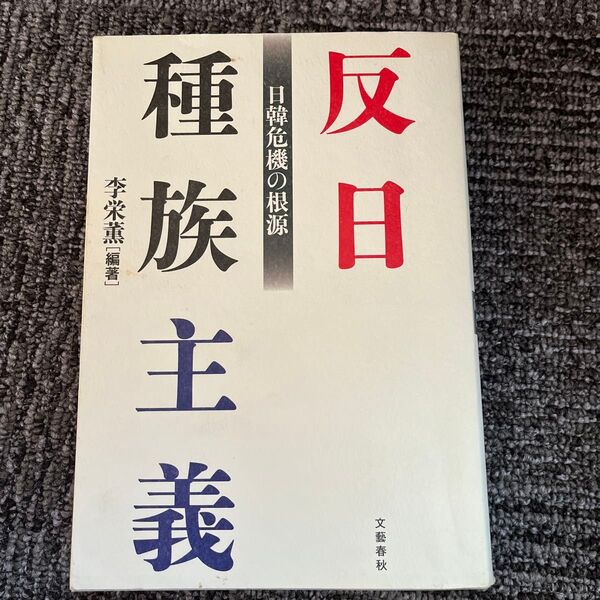 反日
種族主義
日韓危機の根源
李栄薫[編著]
文藝春秋